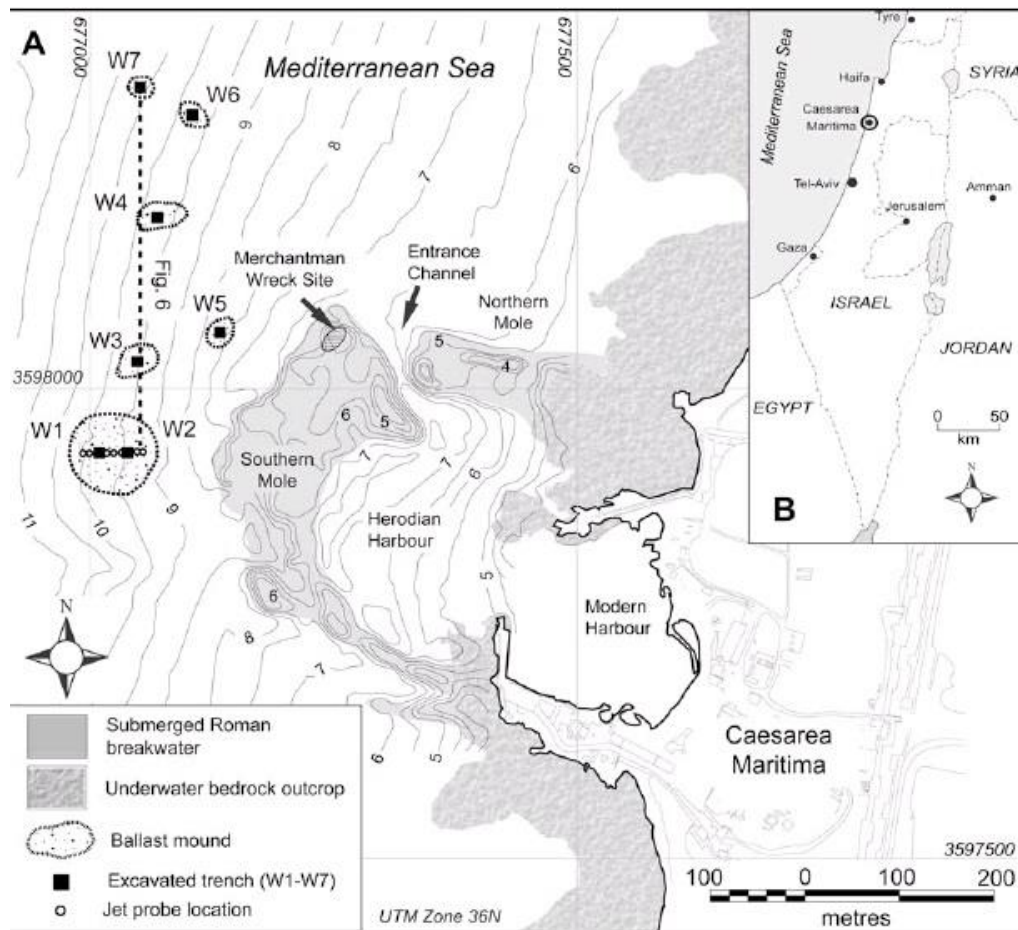 A
677000
677500
Mediterranean Sea
W7
W6
9
8
7
9
W4
Fig. 6
Merchantman
Wreck Site
Entrance
Channel
Northern
Mole
W5
5
4
W3
3598000
W1
W2
6
5
7
7
6
Southern
Mole
11
10
9
Herodian
Harbour
5
6
8
7
Modern
Harbour
6
5
Caesarea
Maritima
3597500
N
UTM Zone 36N
100 0 100 200
metres
Submerged Roman
breakwater
Underwater bedrock outcrop
Ballast mound
Excavated trench (W1-W7)
Jet probe location
Tyre
SYRIA
Haifa
Caesarea
Maritima
Mediterranean Sea
Tel-Aviv
Amman
Jerusalem
Gaza
ISRAEL
JORDAN
EGYPT
0 50
km
N
B